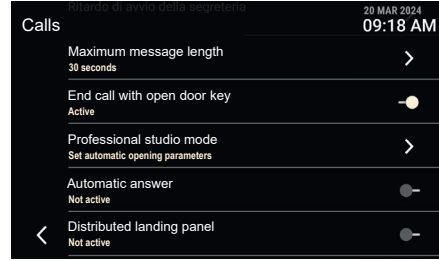 Ritardo di avvio della segreteria
20 MAR 2024
Calls
09:18 AM
Maximum message length
30 seconds
End call with open door key
Active
Professional studio mode
Set automatic opening parameters
Automatic answer
Not active
Distributed landing panel
Not active